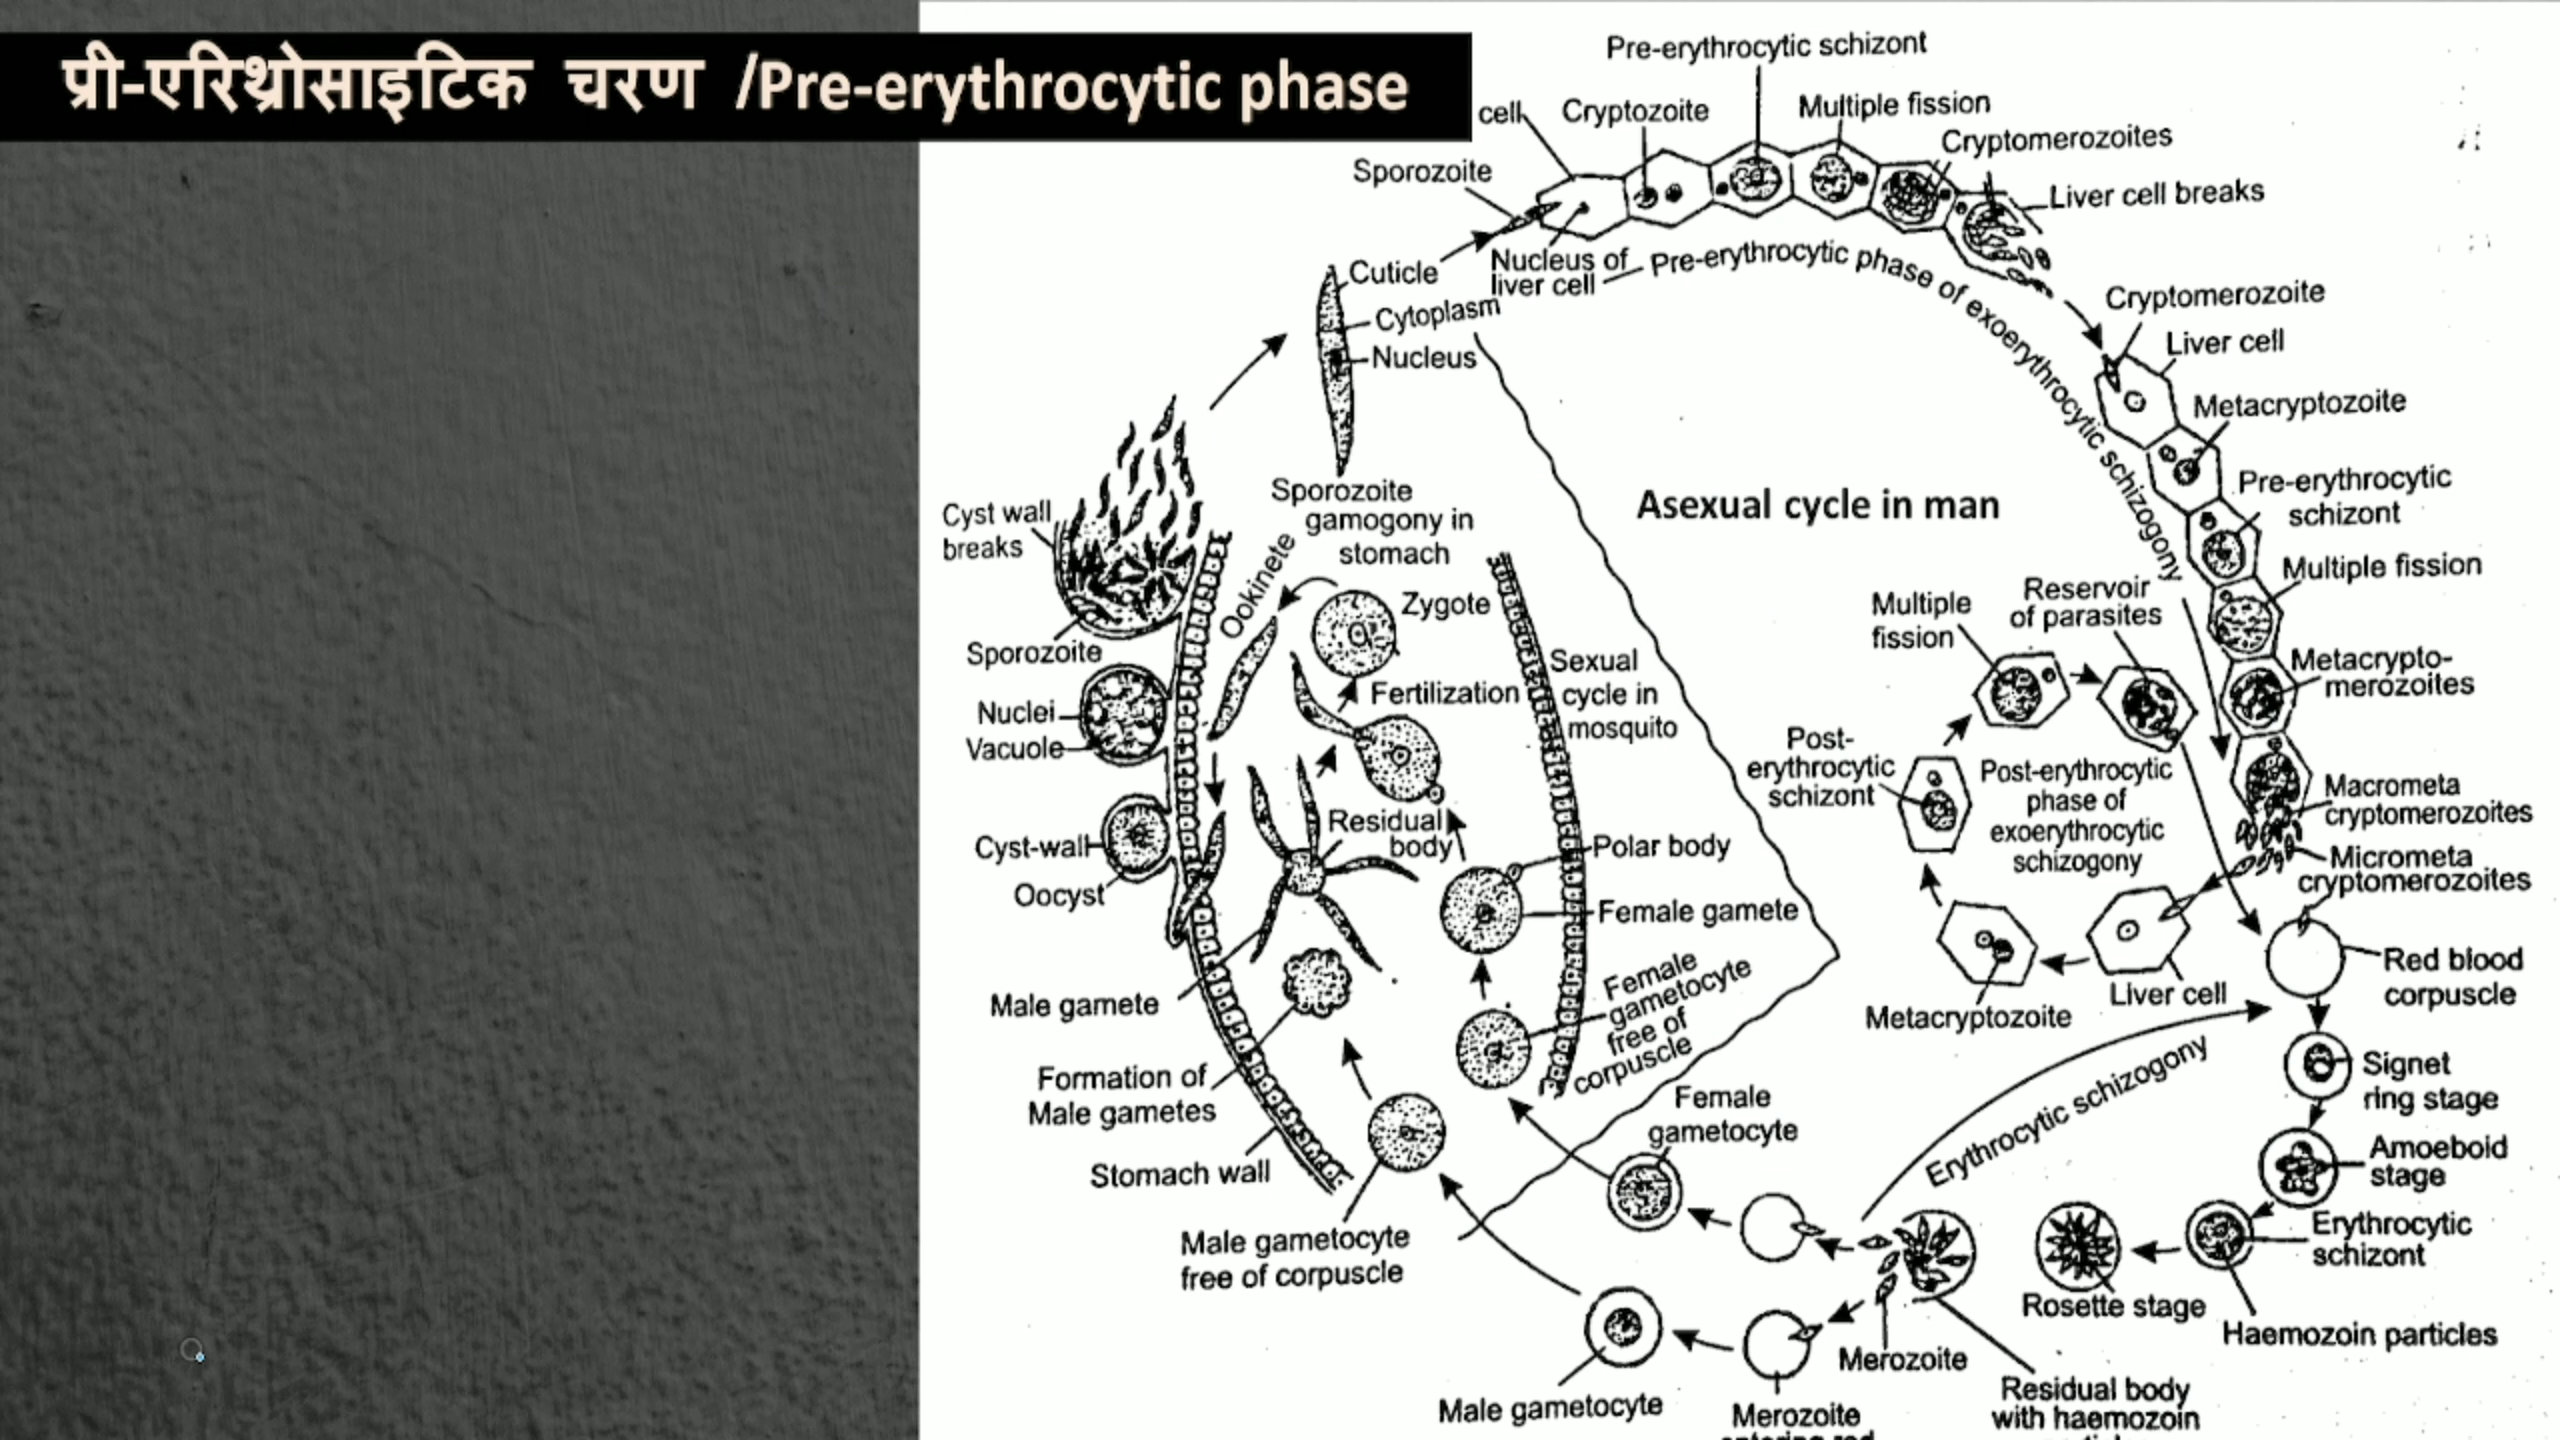 प्री-एरिथ्रोसाइटिक चरण /Pre-erythrocytic phase
Pre-erythrocytic schizont
cell
Cryptozoite
Multiple fission
Cryptomerozoites
Sporozoite
Liver cell breaks
Nucleus of
liver cell
Pre-erythrocytic phase of exoerythrocytic schizogony
Cuticle
Cytoplasm
Nucleus
Cryptomerozoite
Liver cell
Metacryptozoite
Pre-erythrocytic
schizont
Multiple fission
Metacrypto-
merozoites
Macrometa
cryptomerozoites
Micrometa
cryptomerozoites
Asexual cycle in man
Sporozoite
gamogony in
stomach
Cyst wall
breaks
Ookinete
Zygote
Sporozoite
Nuclei
Vacuole
Fertilization
Sexual
cycle in
mosquito
Multiple
fission
Reservoir
of parasites
Post-
erythrocytic
schizont
Post-erythrocytic
phase of
exoerythrocytic
schizogony
Cyst-wall
Oocyst
Residual
body
Polar body
Female gamete
Male gamete
Female
gametocyte
free of
corpuscle
Metacryptozoite
Liver cell
Red blood
corpuscle
Formation of
Male gametes
Stomach wall
Female
gametocyte
Erythrocytic schizogony
Signet
ring stage
Amoeboid
stage
Erythrocytic
schizont
Male gametocyte
free of corpuscle
Rosette stage
Haemozoin particles
Merozoite
Male gametocyte
Merozoite
Residual body
with haemozoin